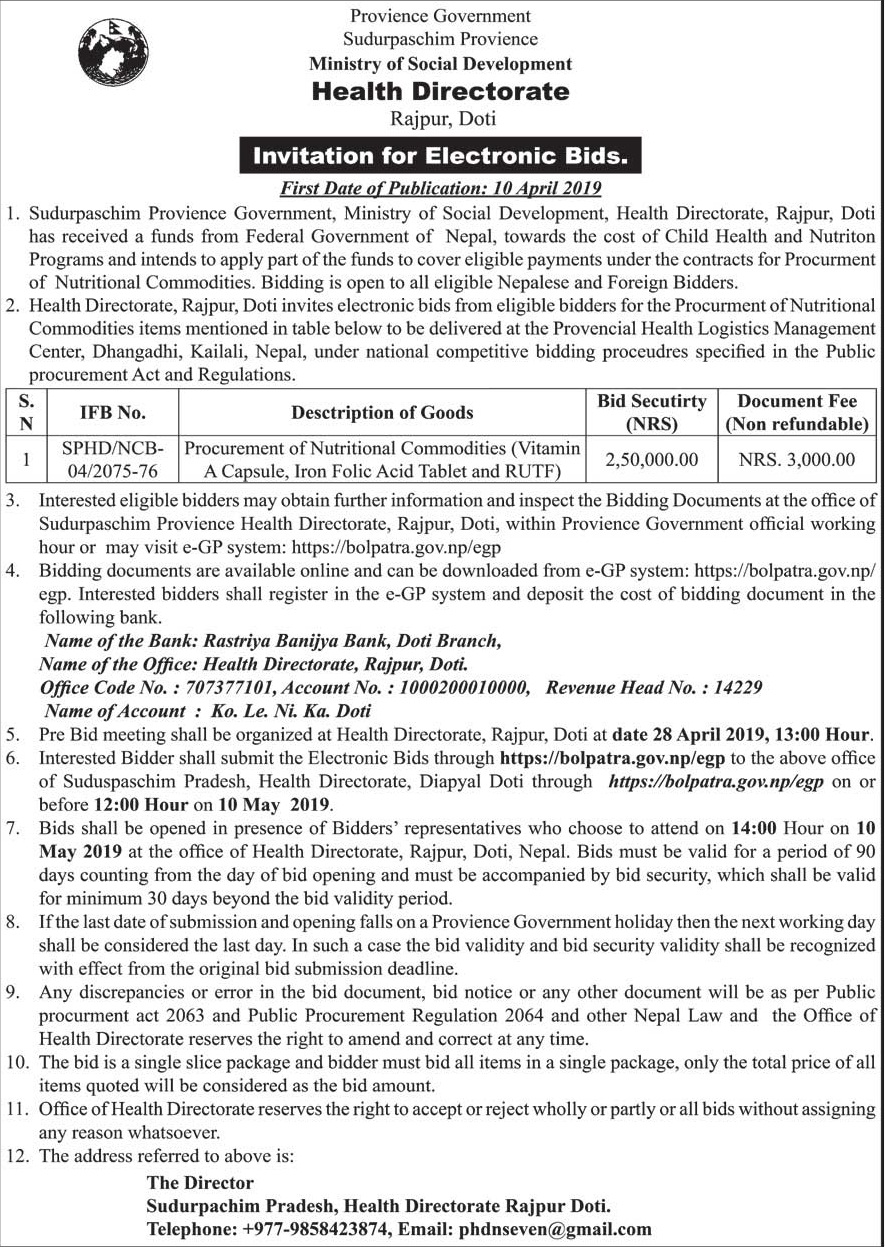 Provience Government
Sudurpaschim Provience
Ministry of Social Development
Health Directorate
Rajpur, Doti
Invitation for Electronic Bids.
First Date of Publication: 10 April 2019
1. Sudurpaschim Provience Government, Ministry of Social Development, Health Directorate, Rajpur, Doti
has received a funds from Federal Government of Nepal, towards the cost of Child Health and Nutriton
Programs and intends to apply part of the funds to cover eligible payments under the contracts for Procurment
of Nutritional Commodities. Bidding is open to all eligible Nepalese and Foreign Bidders.
2. Health Directorate, Rajpur, Doti invites electronic bids from eligible bidders for the Procurment of Nutritional
Commodities items mentioned in table below to be delivered at the Provencial Health Logistics Management
Center, Dhangadhi, Kailali, Nepal, under national competitive bidding proceudres specified in the Public
procurement Act and Regulations.
S. N | IFB No. | Desctription of Goods | Bid Secutirty (NRS) | Document Fee (Non refundable)
1 | SPHD/NCB-04/2075-76 | Procurement of Nutritional Commodities (Vitamin A Capsule, Iron Folic Acid Tablet and RUTF) | 2,50,000.00 | NRS. 3,000.00
3. Interested eligible bidders may obtain further information and inspect the Bidding Documents at the office of
Sudurpaschim Provience Health Directorate, Rajpur, Doti, within Provience Government official working
hour or may visit e-GP system: https://bolpatra.gov.np/egp
4. Bidding documents are available online and can be downloaded from e-GP system: https://bolpatra.gov.np/
egp. Interested bidders shall register in the e-GP system and deposit the cost of bidding document in the
following bank.
Name of the Bank: Rastriya Banijya Bank, Doti Branch,
Name of the Office: Health Directorate, Rajpur, Doti.
Office Code No. : 707377101, Account No. : 1000200010000, Revenue Head No. : 14229
Name of Account : Ko. Le. Ni. Ka. Doti
5. Pre Bid meeting shall be organized at Health Directorate, Rajpur, Doti at date 28 April 2019, 13:00 Hour.
6. Interested Bidder shall submit the Electronic Bids through https://bolpatra.gov.np/egp to the above office
of Suduspaschim Pradesh, Health Directorate, Diapyal Doti through https://bolpatra.gov.np/egp on or
before 12:00 Hour on 10 May 2019.
7. Bids shall be opened in presence of Bidders' representatives who choose to attend on 14:00 Hour on 10
May 2019 at the office of Health Directorate, Rajpur, Doti, Nepal. Bids must be valid for a period of 90
days counting from the day of bid opening and must be accompanied by bid security, which shall be valid
for minimum 30 days beyond the bid validity period.
8. If the last date of submission and opening falls on a Provience Government holiday then the next working day
shall be considered the last day. In such a case the bid validity and bid security validity shall be recognized
with effect from the original bid submission deadline.
9. Any discrepancies or error in the bid document, bid notice or any other document will be as per Public
procurment act 2063 and Public Procurement Regulation 2064 and other Nepal Law and the Office of
Health Directorate reserves the right to amend and correct at any time.
10. The bid is a single slice package and bidder must bid all items in a single package, only the total price of all
items quoted will be considered as the bid amount.
11. Office of Health Directorate reserves the right to accept or reject wholly or partly or all bids without assigning
any reason whatsoever.
12. The address referred to above is:
The Director
Sudurpachim Pradesh, Health Directorate Rajpur Doti.
Telephone: +977-9858423874, Email: phdnseven@gmail.com